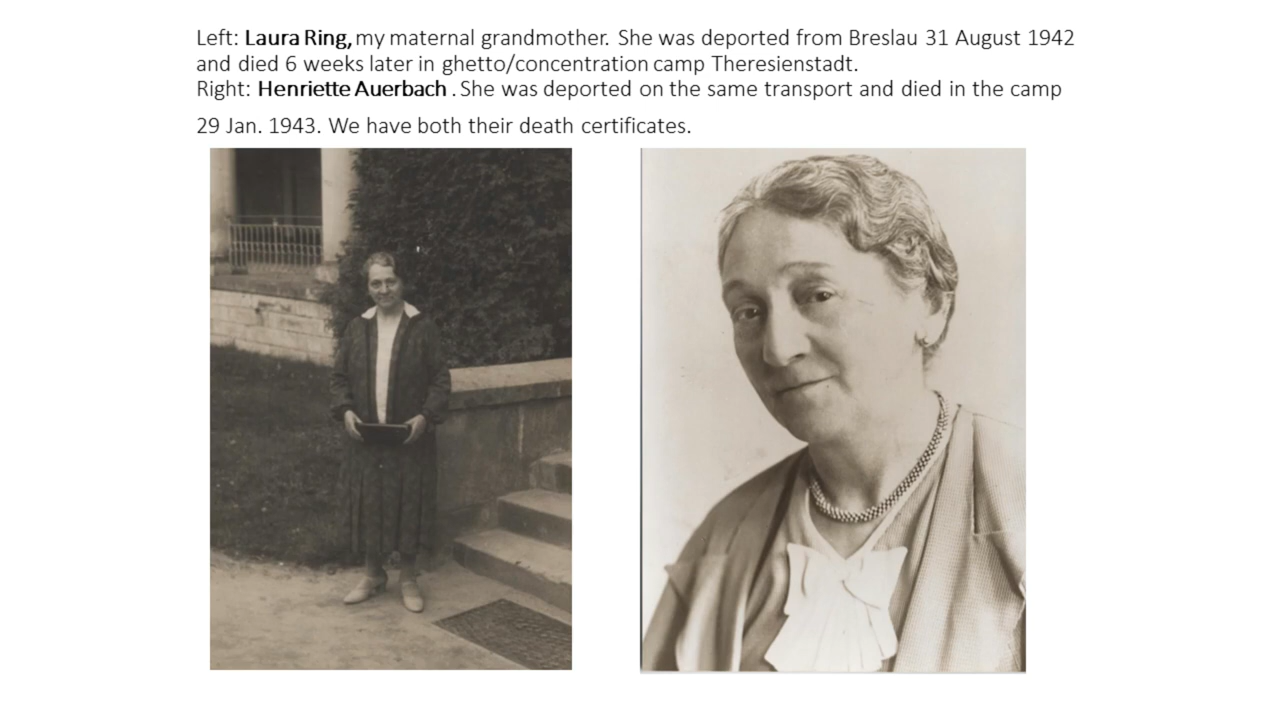 Left: Laura Ring, my maternal grandmother. She was deported from Breslau 31 August 1942
and died 6 weeks later in ghetto/concentration camp Theresienstadt.
Right: Henriette Auerbach . She was deported on the same transport and died in the camp
29 Jan. 1943. We have both their death certificates.